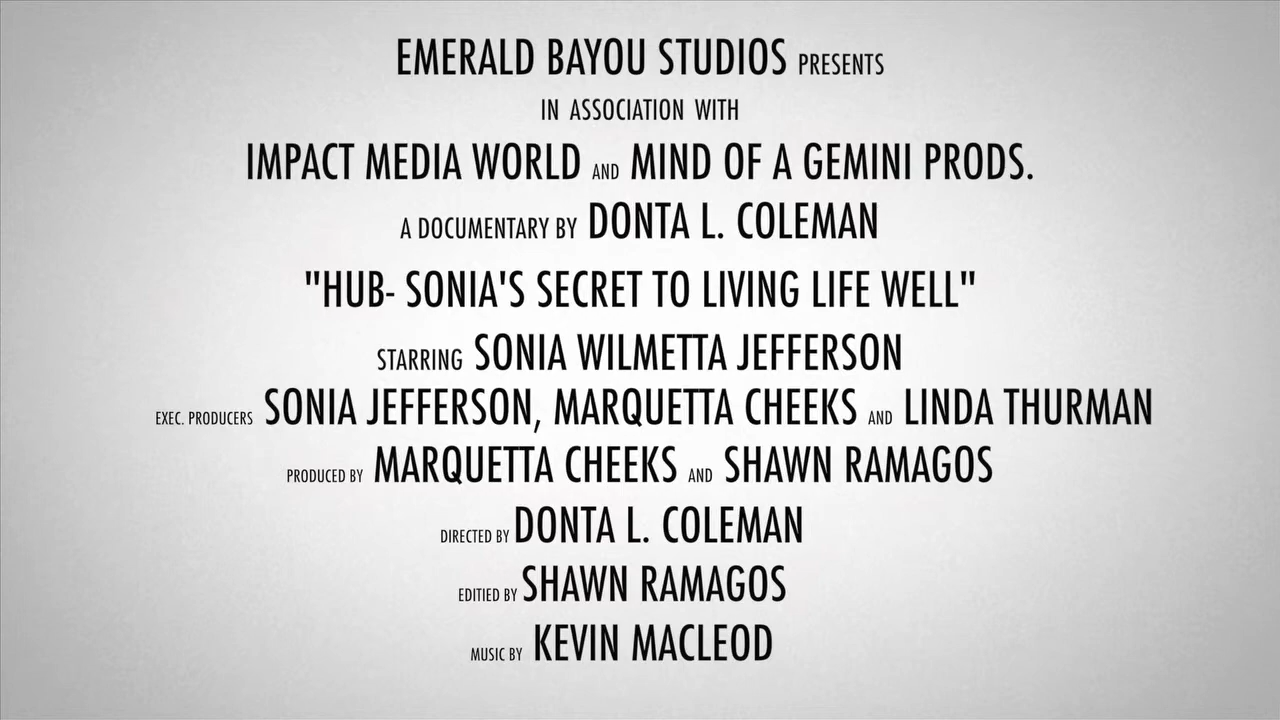 EMERALD BAYOU STUDIOS PRESENTS
IN ASSOCIATION WITH
IMPACT MEDIA WORLD AND MIND OF A GEMINI PRODS.
A DOCUMENTARY BY DONTA L. COLEMAN
"HUB- SONIA'S SECRET TO LIVING LIFE WELL"
STARRING SONIA WILMETTA JEFFERSON
EXEC. PRODUCERS SONIA JEFFERSON, MARQUETTA CHEEKS AND LINDA THURMAN
PRODUCED BY MARQUETTA CHEEKS AND SHAWN RAMAGOS
DIRECTED BY DONTA L. COLEMAN
EDITIED BY SHAWN RAMAGOS
MUSIC BY KEVIN MACLEOD